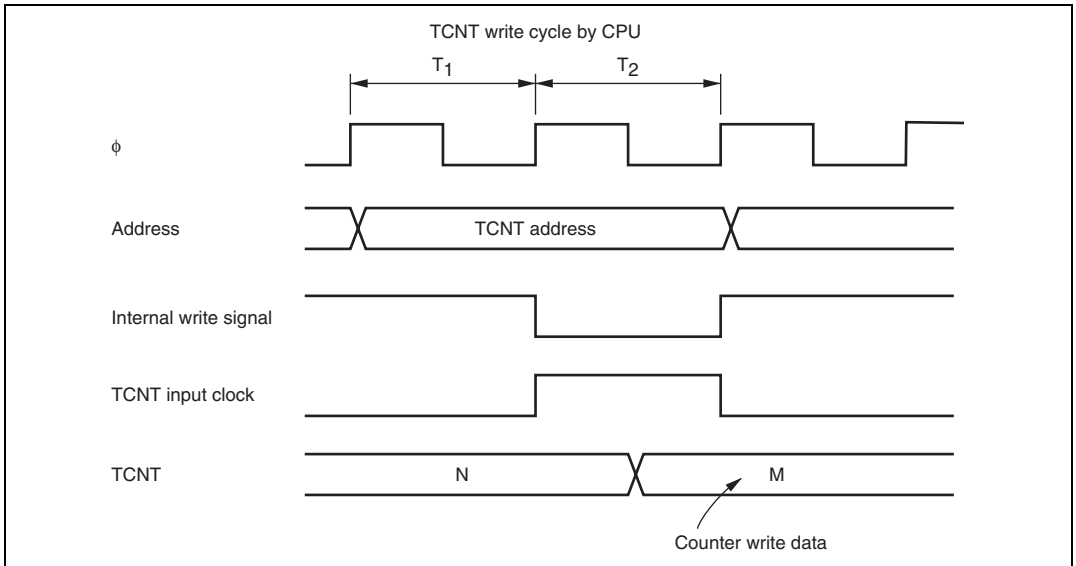 TCNT write cycle by CPU
T1 T2
φ
Address TCNT address
Internal write signal
TCNT input clock
TCNT N M
Counter write data